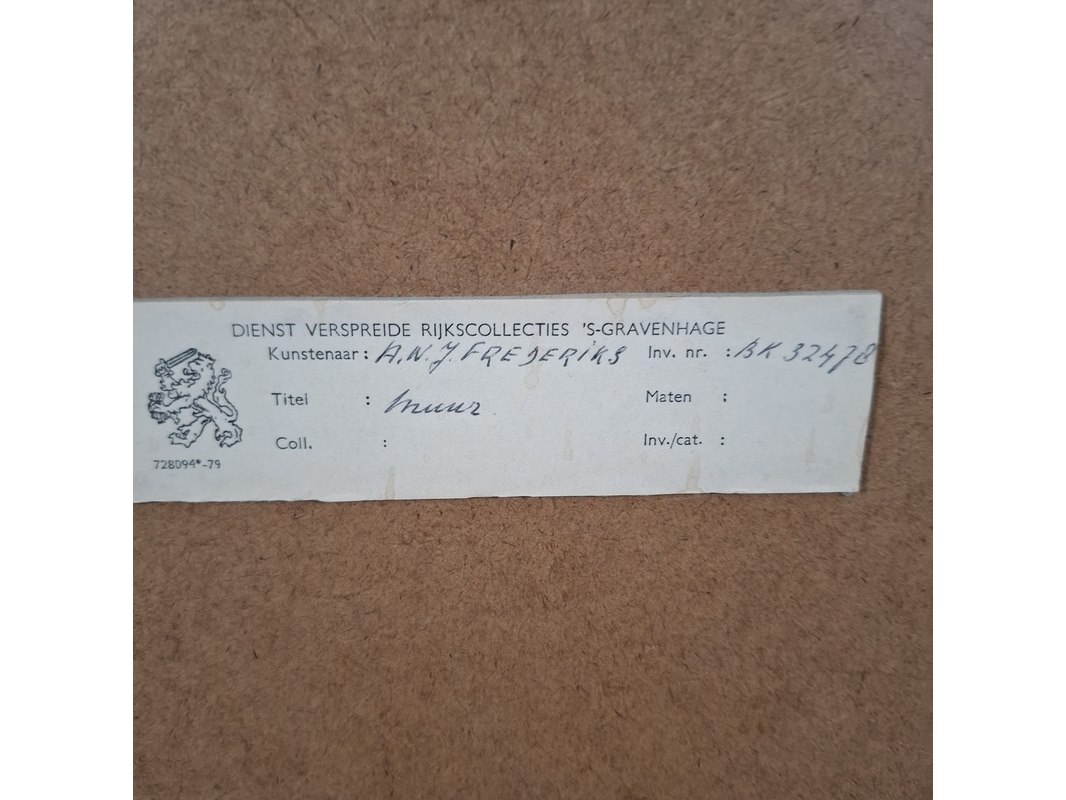 DIENST VERSPREIDE RIJKSCOLLECTIES 'S-GRAVENHAGE
Kunstenaar: A.N.J. FREDERIKS Inv. nr. : BK 32478
Titel : muur Maten :
Coll. : Inv./cat. :
728094*-79